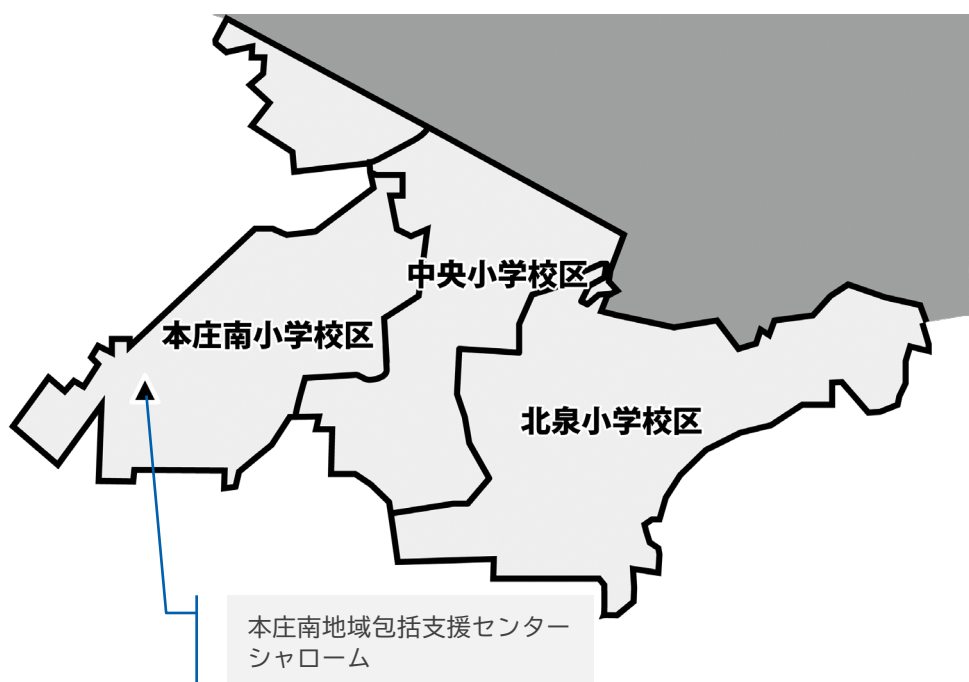 中央小学校区
本庄南小学校区
北泉小学校区
本庄南地域包括支援センター
シャローム